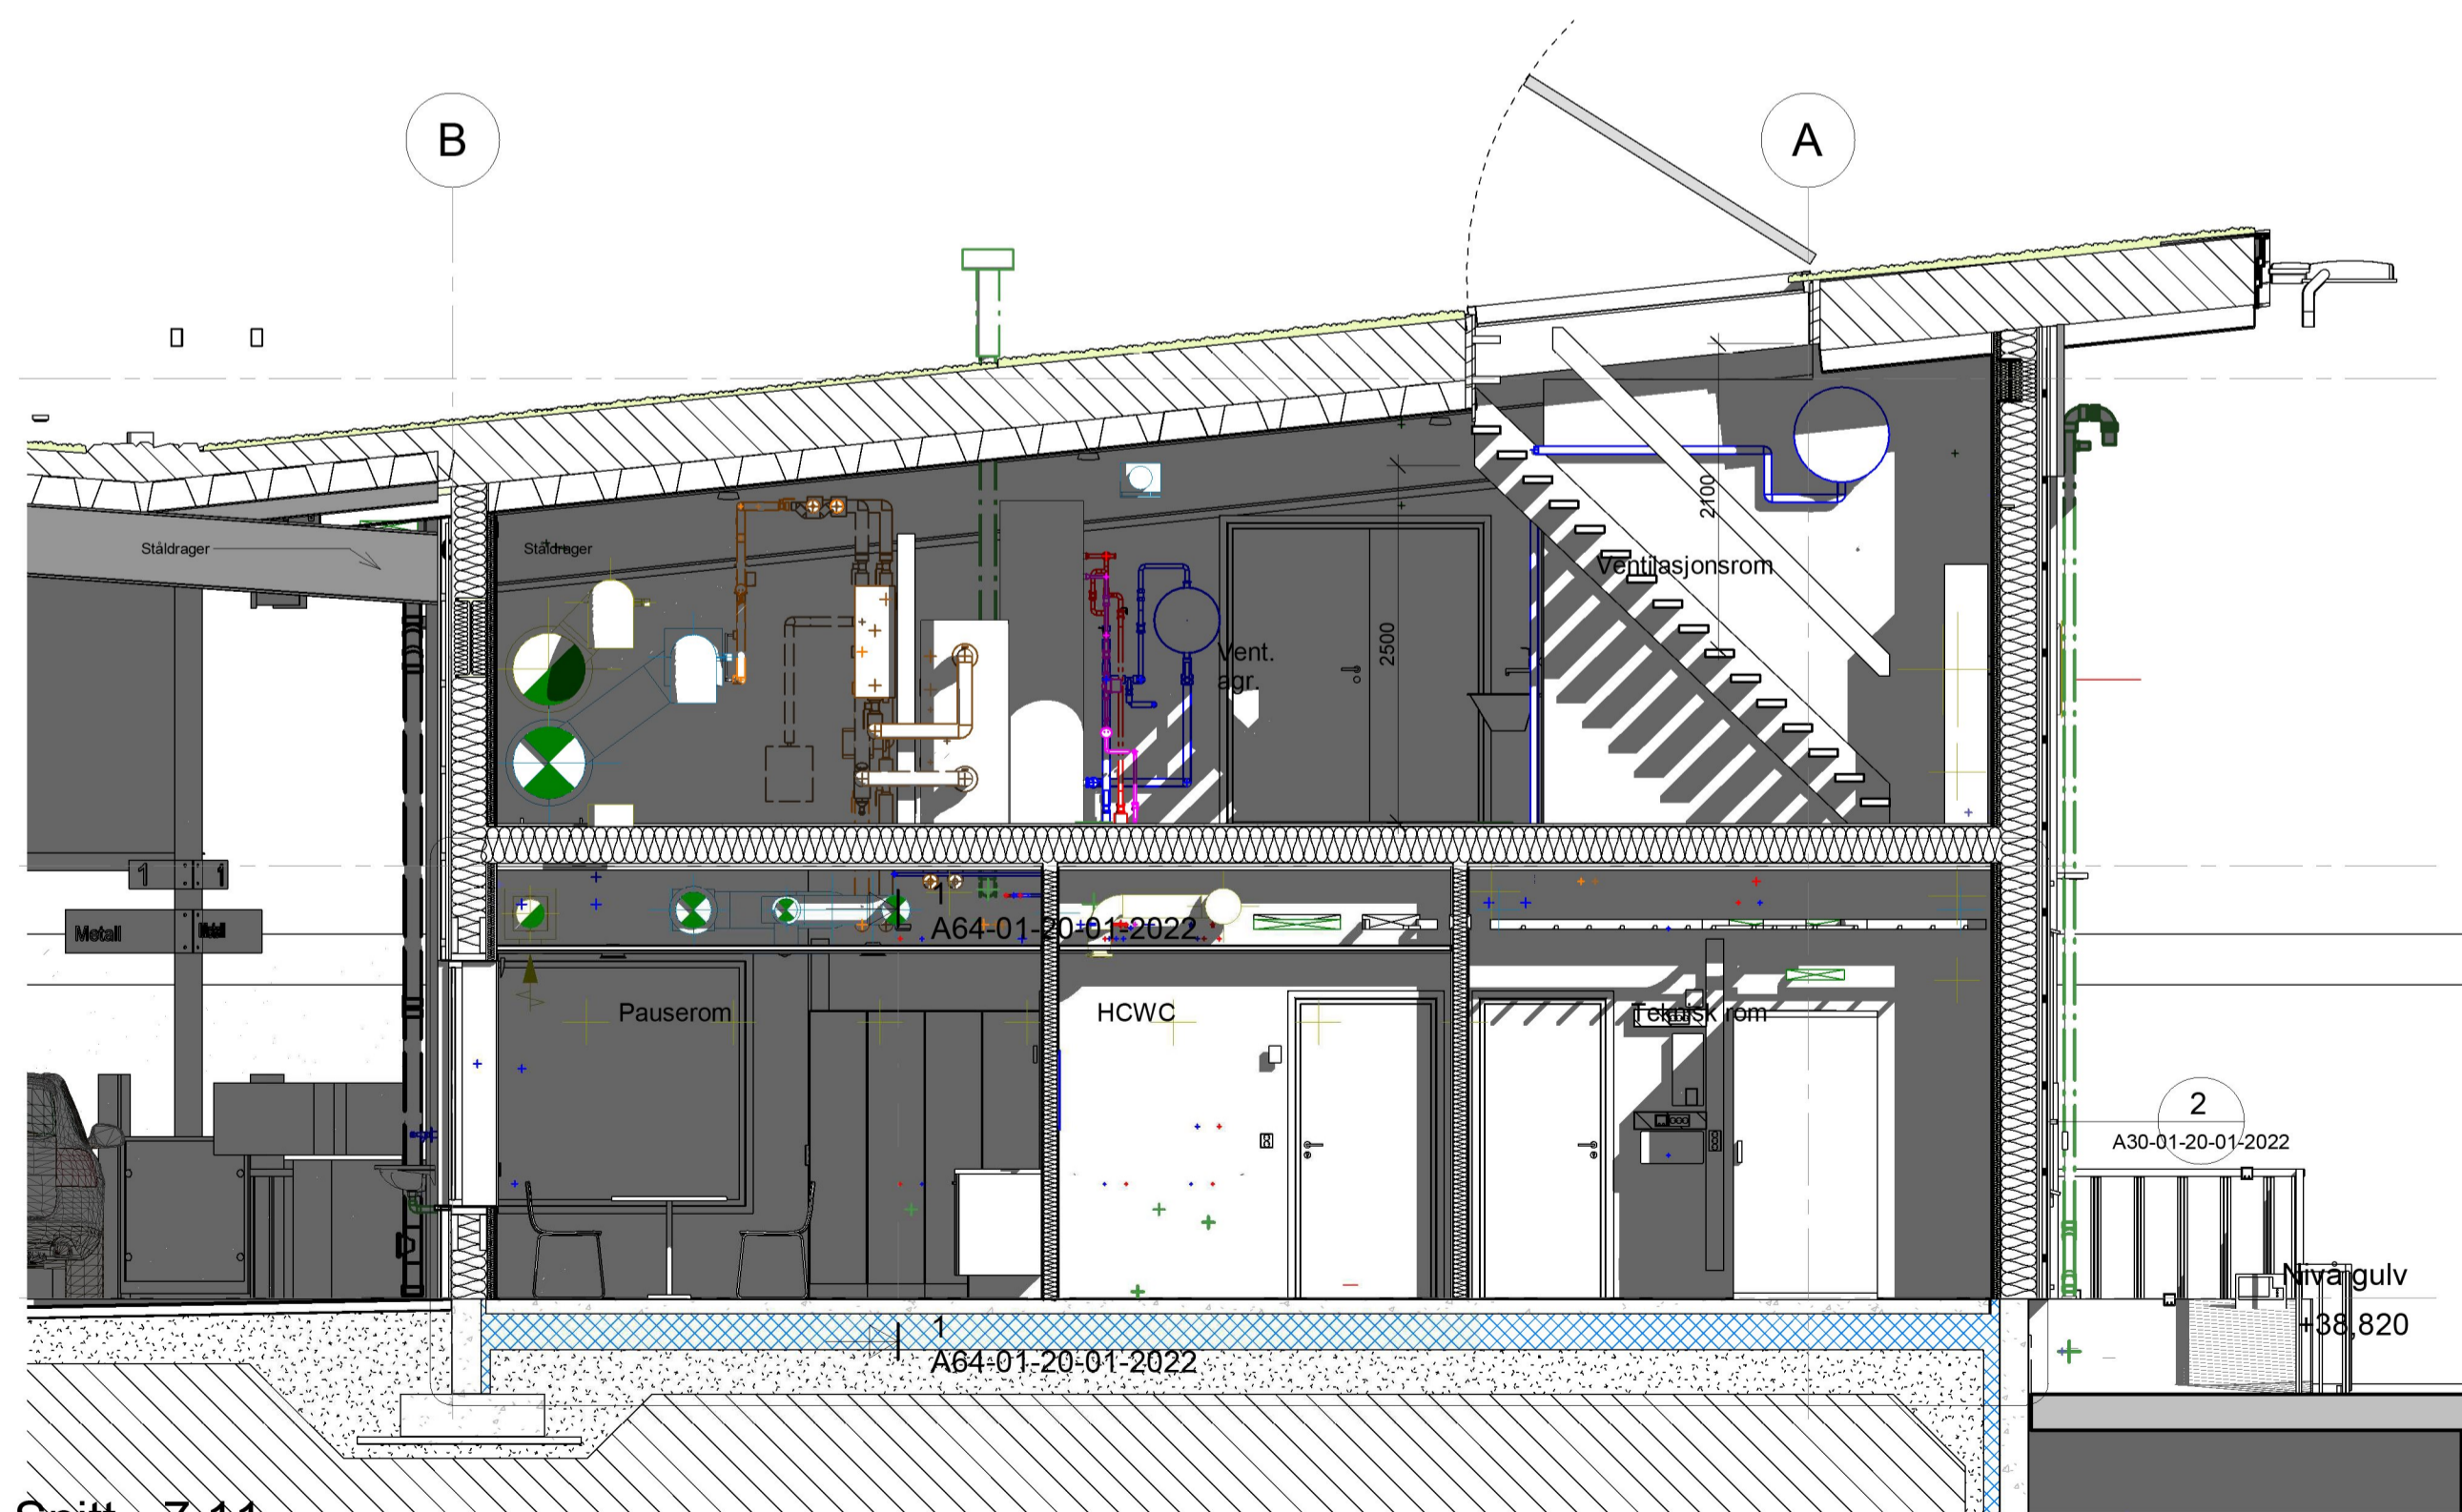 B
A
Ståldrager
Ståldrager
2100
Ventilasjonsrom
2500
Vent.
agr.
1
1
1
A64-01-20-01-2022
Metall
Pauserom
HCWC
Teknisk rom
2
A30-01-20-01-2022
Nivå gulv
+38,820
1
A64-01-20-01-2022